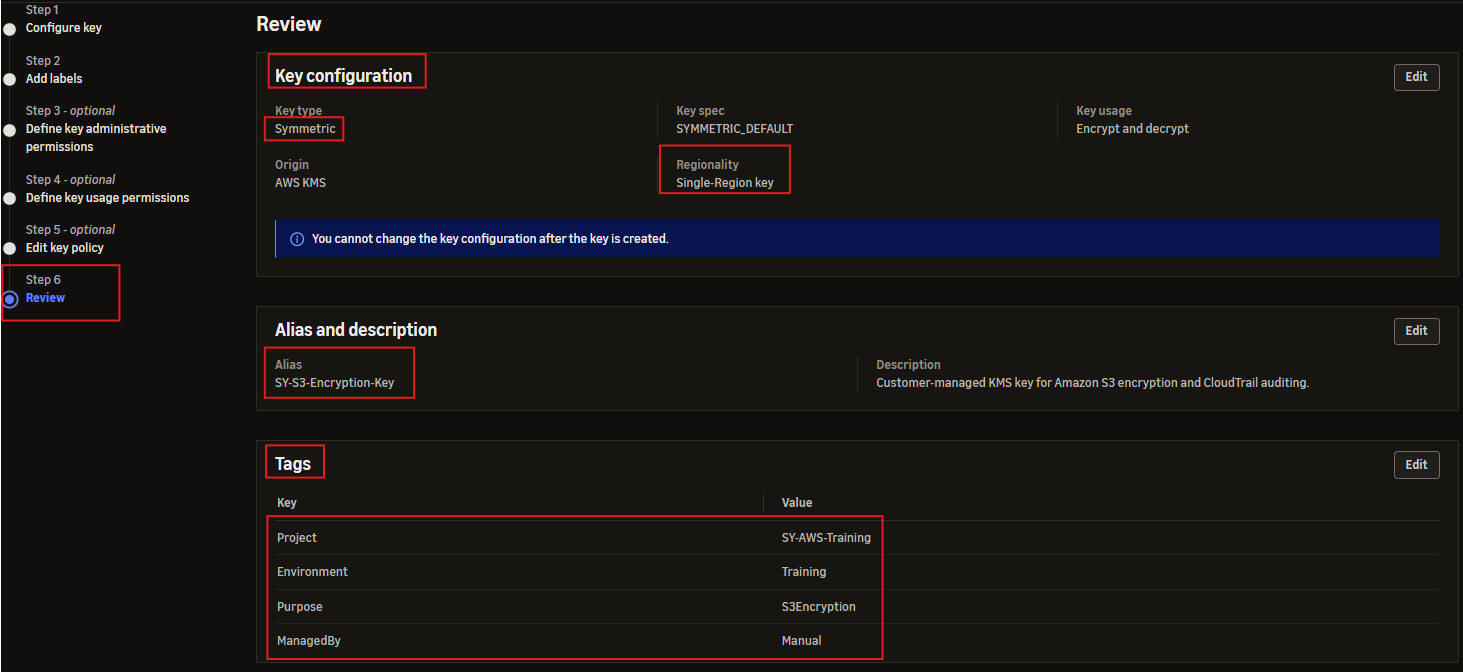 Step 1
Configure key
Step 2
Add labels
Step 3 - optional
Define key administrative
permissions
Step 4 - optional
Define key usage permissions
Step 5 - optional
Edit key policy
Step 6
Review
Review
Key configuration
Edit
Key type
Symmetric
Key spec
SYMMETRIC_DEFAULT
Key usage
Encrypt and decrypt
Origin
AWS KMS
Regionality
Single-Region key
You cannot change the key configuration after the key is created.
Alias and description
Edit
Alias
SY-S3-Encryption-Key
Description
Customer-managed KMS key for Amazon S3 encryption and CloudTrail auditing.
Tags
Edit
Key Value
Project SY-AWS-Training
Environment Training
Purpose S3Encryption
ManagedBy Manual